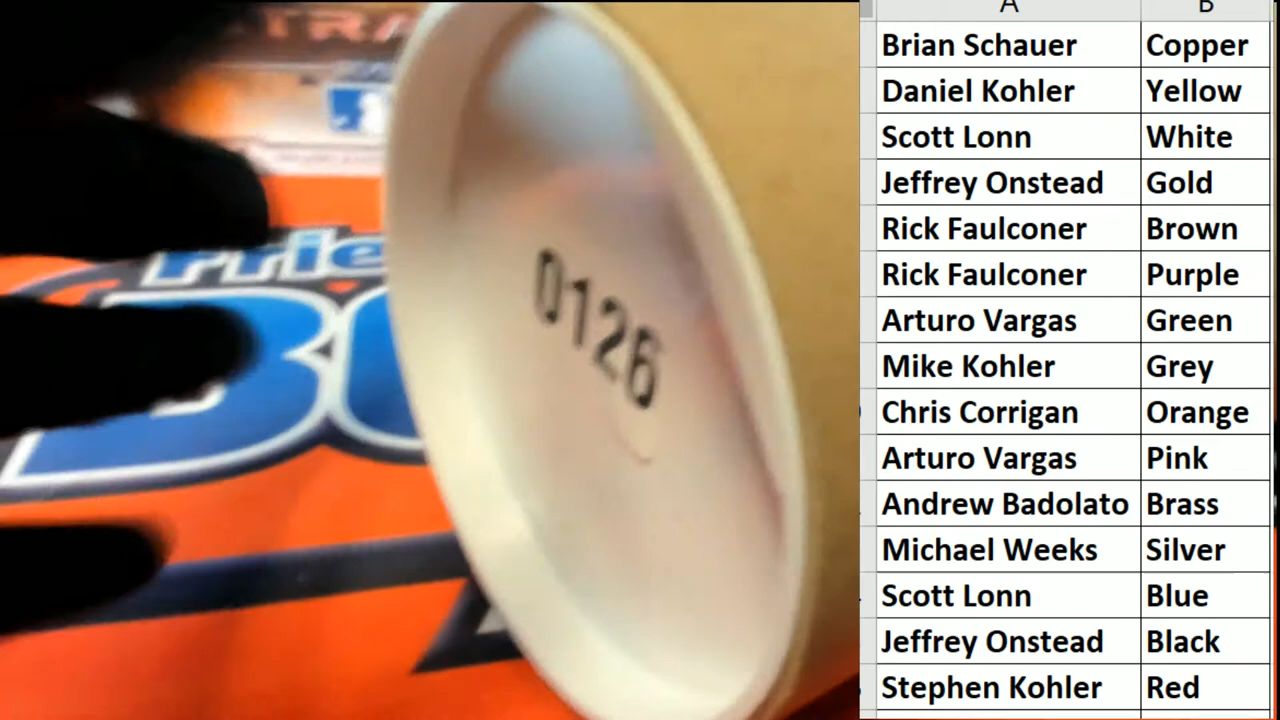 TRA
Frie
0126
A B
Brian Schauer Copper
Daniel Kohler Yellow
Scott Lonn White
Jeffrey Onstead Gold
Rick Faulconer Brown
Rick Faulconer Purple
Arturo Vargas Green
Mike Kohler Grey
Chris Corrigan Orange
Arturo Vargas Pink
Andrew Badolato Brass
Michael Weeks Silver
Scott Lonn Blue
Jeffrey Onstead Black
Stephen Kohler Red